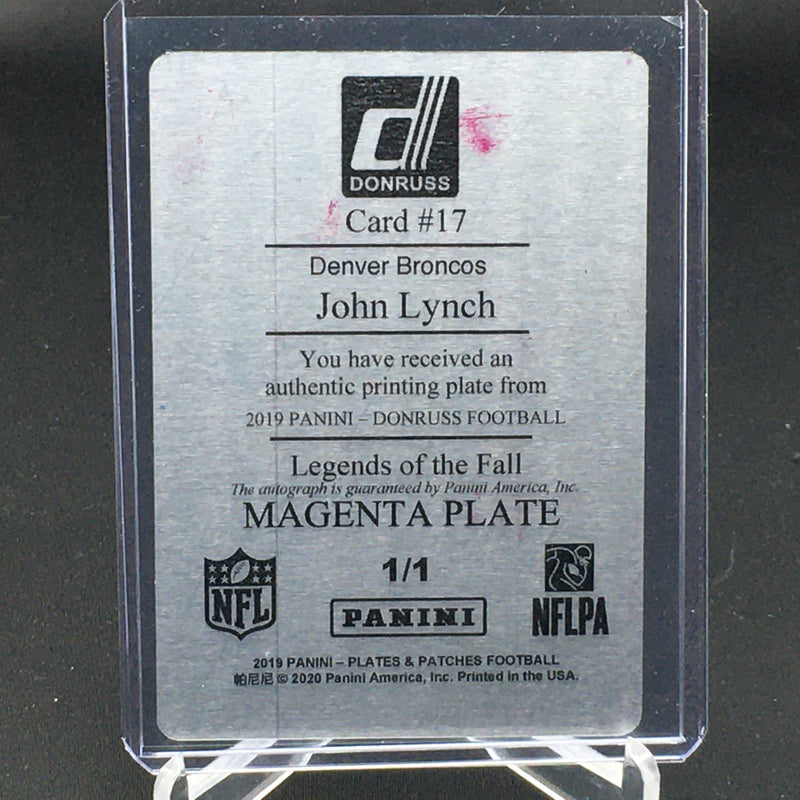 DONRUSS
Card #17
Denver Broncos
John Lynch
You have received an
authentic printing plate from
2019 PANINI – DONRUSS FOOTBALL
Legends of the Fall
The autograph is guaranteed by Panini America, Inc.
MAGENTA PLATE
1/1
NFL
PANINI
NFLPA
2019 PANINI – PLATES & PATCHES FOOTBALL
帕尼尼 © 2020 Panini America, Inc. Printed in the USA.